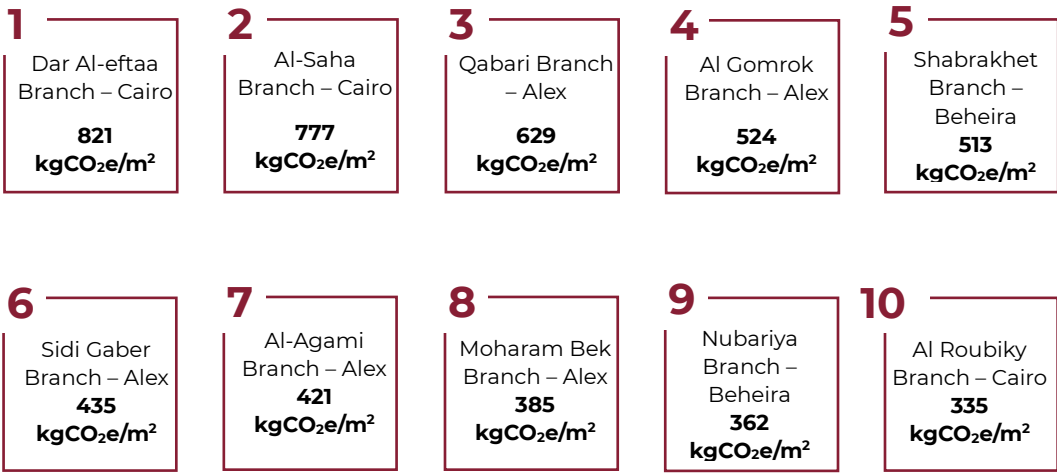 1
Dar Al-eftaa
Branch – Cairo
821
kgCO₂e/m²
2
Al-Saha
Branch – Cairo
777
kgCO₂e/m²
3
Qabari Branch
– Alex
629
kgCO₂e/m²
4
Al Gomrok
Branch – Alex
524
kgCO₂e/m²
5
Shabrakhet
Branch –
Beheira
513
kgCO₂e/m²
6
Sidi Gaber
Branch – Alex
435
kgCO₂e/m²
7
Al-Agami
Branch – Alex
421
kgCO₂e/m²
8
Moharam Bek
Branch – Alex
385
kgCO₂e/m²
9
Nubariya
Branch –
Beheira
362
kgCO₂e/m²
10
Al Roubiky
Branch – Cairo
335
kgCO₂e/m²